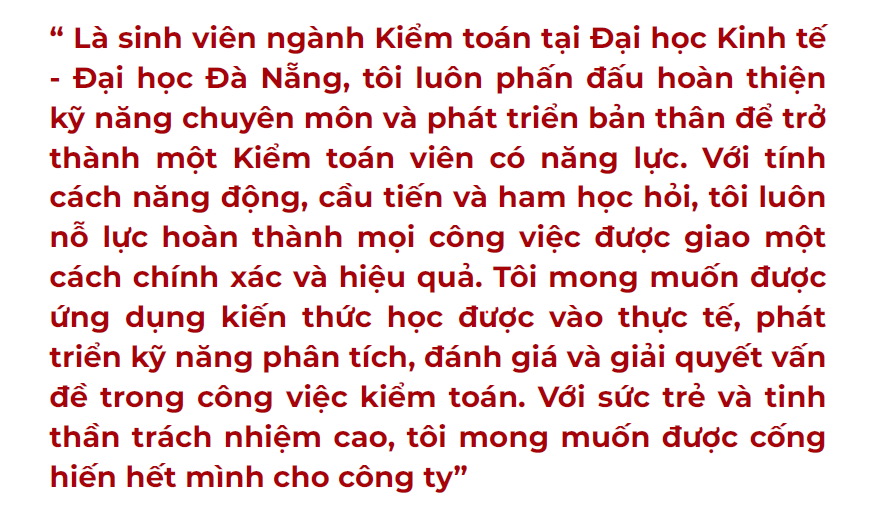 “ Là sinh viên ngành Kiểm toán tại Đại học Kinh tế
- Đại học Đà Nẵng, tôi luôn phấn đấu hoàn thiện
kỹ năng chuyên môn và phát triển bản thân để trở
thành một Kiểm toán viên có năng lực. Với tính
cách năng động, cầu tiến và ham học hỏi, tôi luôn
nỗ lực hoàn thành mọi công việc được giao một
cách chính xác và hiệu quả. Tôi mong muốn được
ứng dụng kiến thức học được vào thực tế, phát
triển kỹ năng phân tích, đánh giá và giải quyết vấn
đề trong công việc kiểm toán. Với sức trẻ và tinh
thần trách nhiệm cao, tôi mong muốn được cống
hiến hết mình cho công ty”